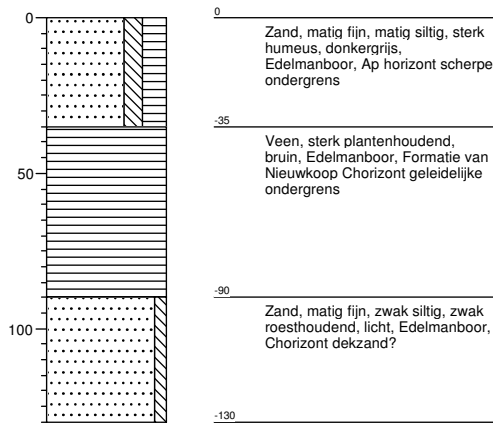 0
0
Zand, matig fijn, matig siltig, sterk
humeus, donkergrijs,
Edelmanboor, Ap horizont scherpe
ondergrens
-35
Veen, sterk plantenhoudend,
bruin, Edelmanboor, Formatie van
Nieuwkoop Chorizont geleidelijke
ondergrens
50
-90
Zand, matig fijn, zwak siltig, zwak
roesthoudend, licht, Edelmanboor,
Chorizont dekzand?
100
-130